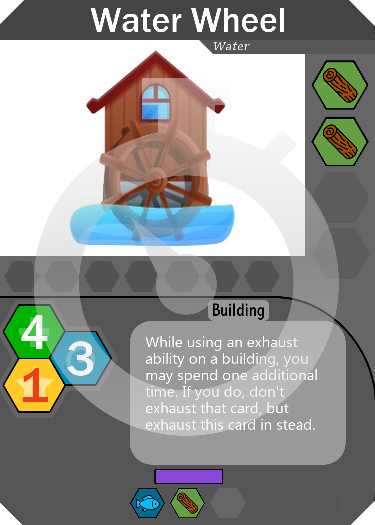 Water Wheel
Water
4
3
1
Building
While using an exhaust
ability on a building, you
may spend one additional
time. If you do, don't
exhaust that card, but
exhaust this card in stead.